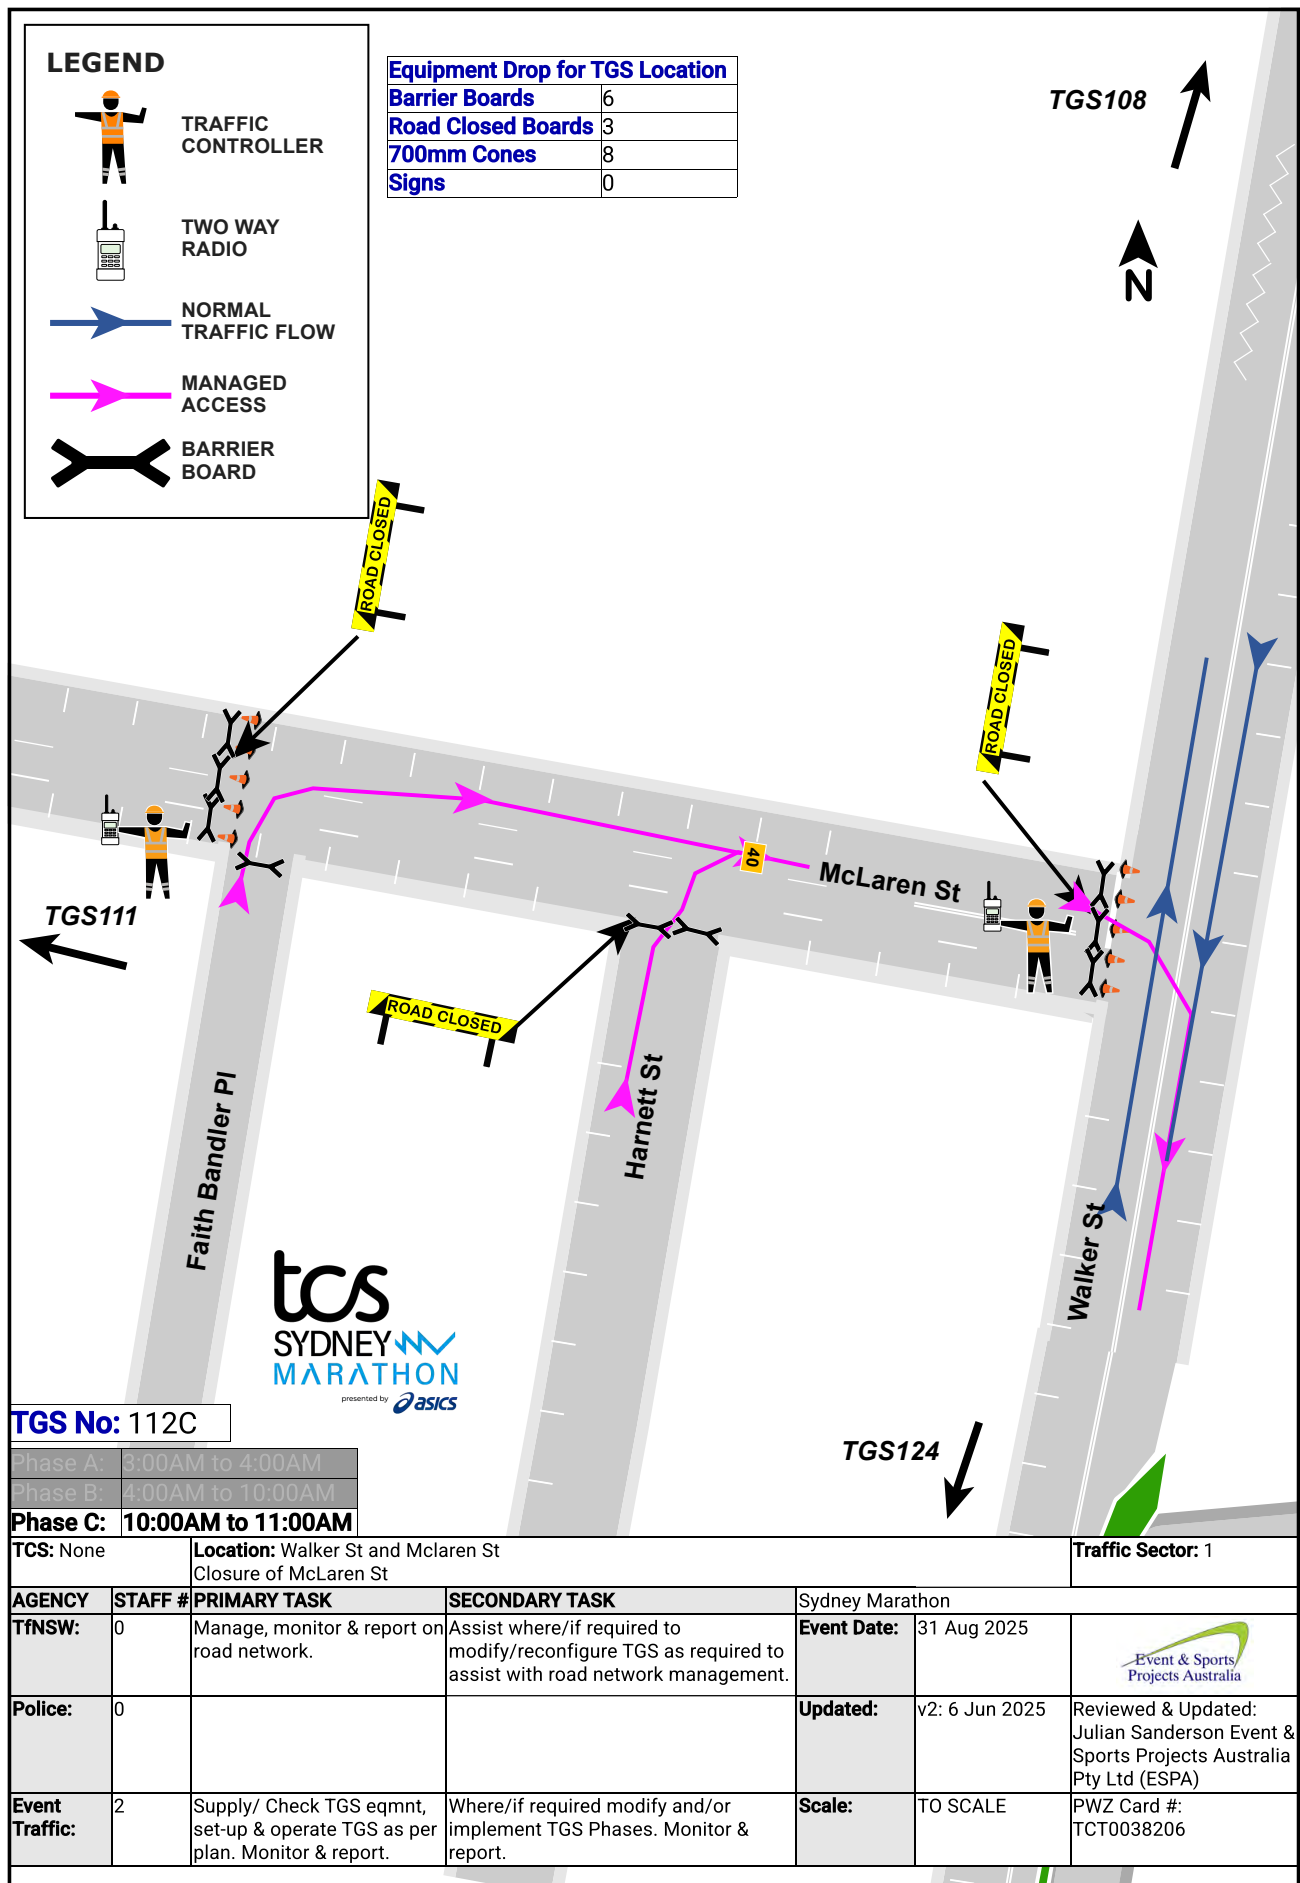 LEGEND
TRAFFIC
CONTROLLER
TWO WAY
RADIO
NORMAL
TRAFFIC FLOW
MANAGED
ACCESS
BARRIER
BOARD
Equipment Drop for TGS Location
Barrier Boards 6
Road Closed Boards 3
700mm Cones 8
Signs 0
TGS108
N
ROAD CLOSED
ROAD CLOSED
40
McLaren St
TGS111
ROAD CLOSED
Faith Bandler Pl
Harnett St
Walker St
tcs
SYDNEY
MARATHON
presented by asics
TGS No: 112C
TGS124
Phase A: 3:00AM to 4:00AM
Phase B: 4:00AM to 10:00AM
Phase C: 10:00AM to 11:00AM
TCS: None
Location: Walker St and Mclaren St
Closure of McLaren St
Traffic Sector: 1
AGENCY STAFF # PRIMARY TASK SECONDARY TASK Sydney Marathon
TfNSW: 0
Manage, monitor & report on
road network.
Assist where/if required to
modify/reconfigure TGS as required to
assist with road network management.
Event Date: 31 Aug 2025
Event & Sports
Projects Australia
Police: 0
Updated: v2: 6 Jun 2025
Reviewed & Updated:
Julian Sanderson Event &
Sports Projects Australia
Pty Ltd (ESPA)
Event
Traffic:
2
Supply/ Check TGS eqmnt,
set-up & operate TGS as per
plan. Monitor & report.
Where/if required modify and/or
implement TGS Phases. Monitor &
report.
Scale: TO SCALE
PWZ Card #:
TCT0038206